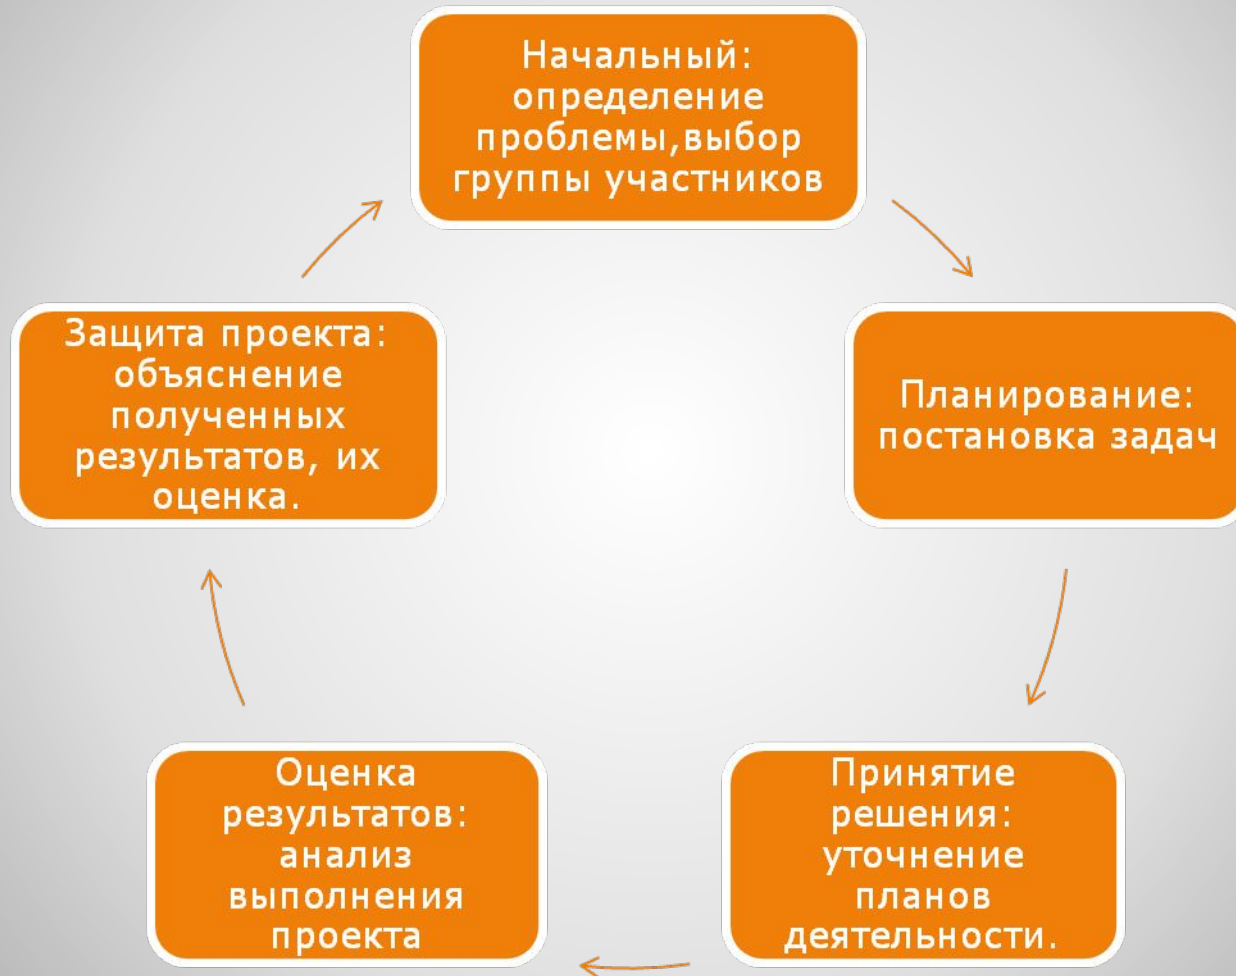 Начальный:
определение
проблемы,выбор
группы участников
Планирование:
постановка задач
Принятие
решения:
уточнение
планов
деятельности.
Оценка
результатов:
анализ
выполнения
проекта
Защита проекта:
объяснение
полученных
результатов, их
оценка.